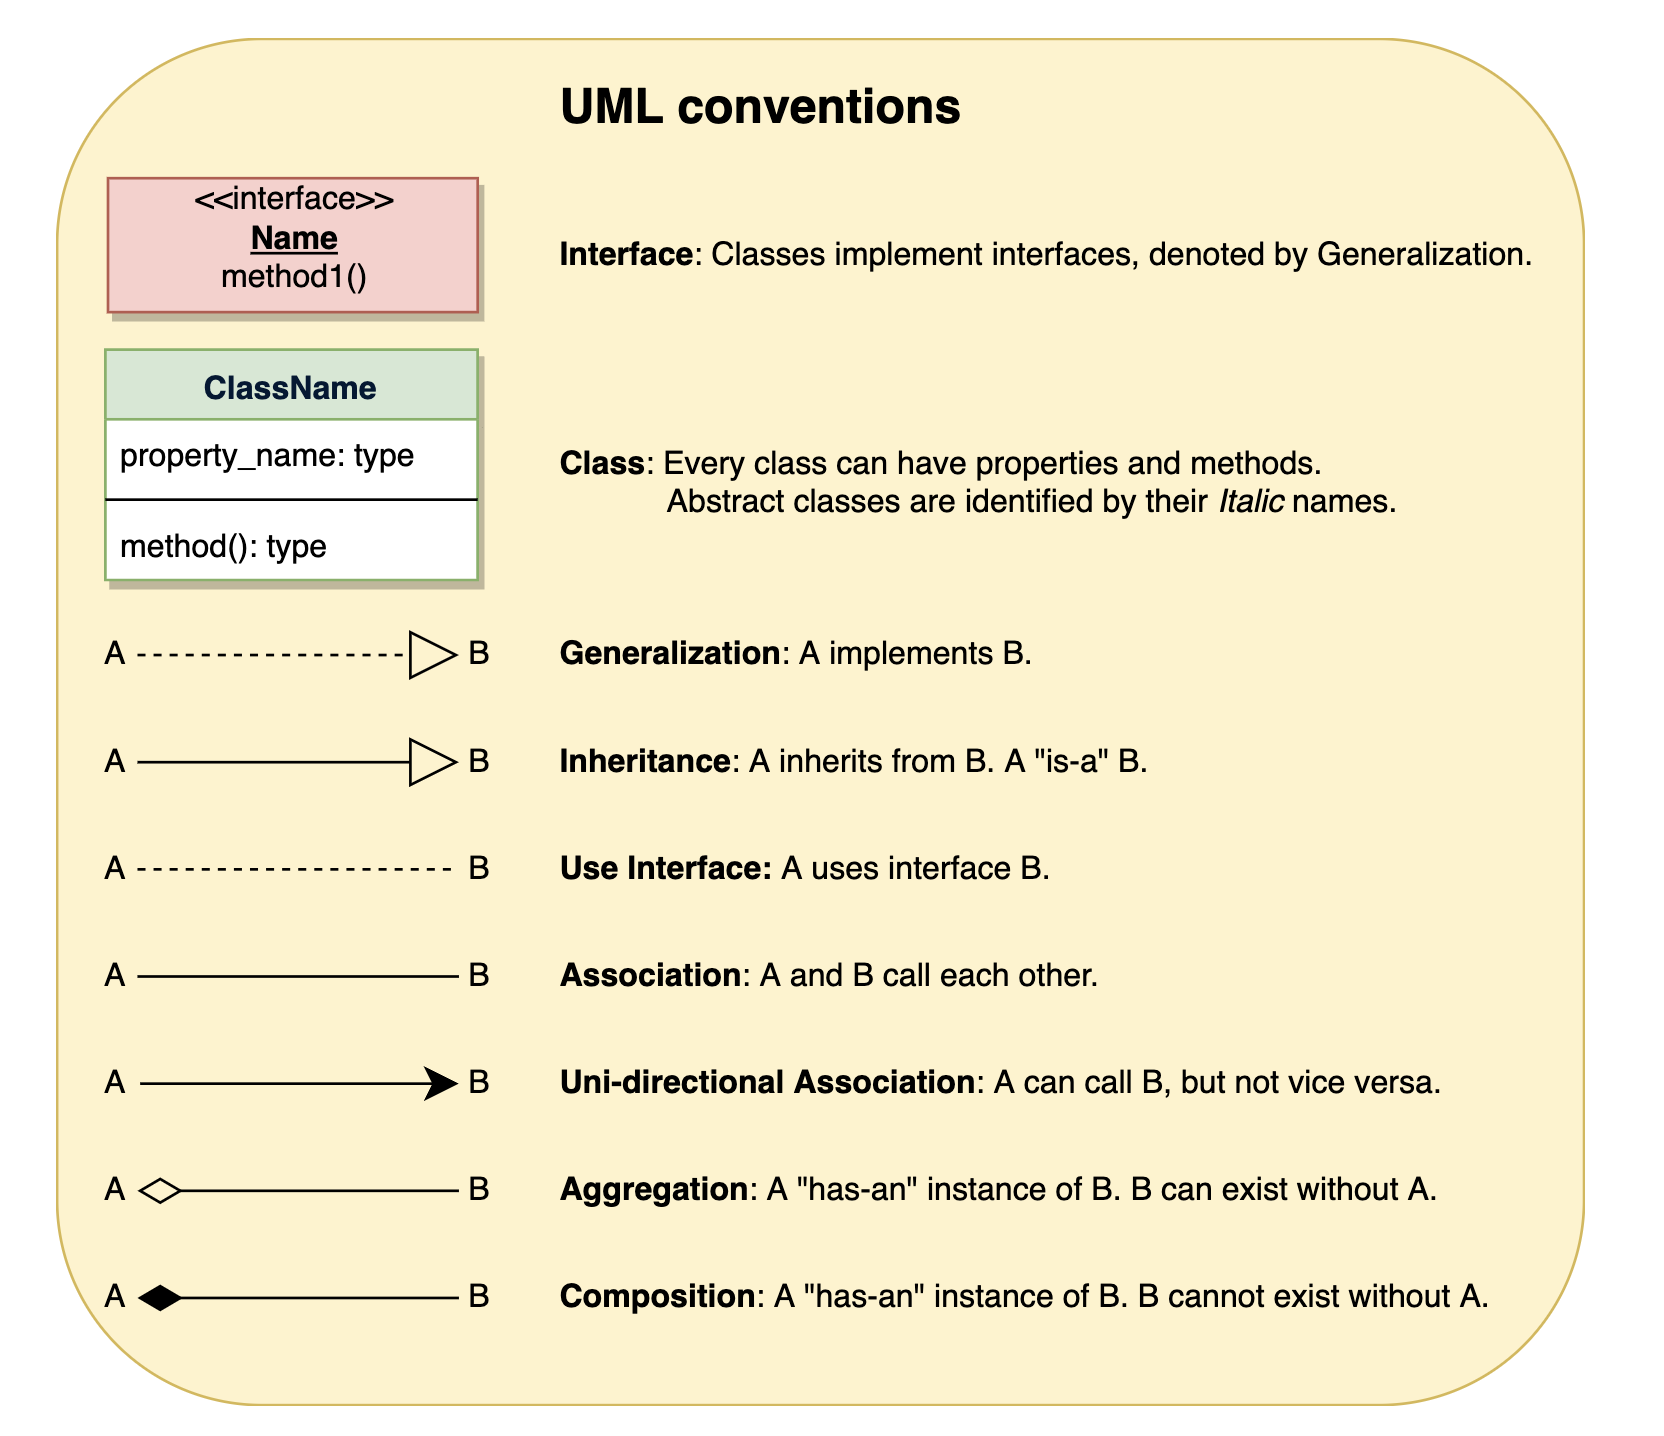 UML conventions
<<interface>>
Name
method1()
Interface: Classes implement interfaces, denoted by Generalization.
ClassName
property_name: type
method(): type
Class: Every class can have properties and methods.
Abstract classes are identified by their Italic names.
A B Generalization: A implements B.
A B Inheritance: A inherits from B. A "is-a" B.
A B Use Interface: A uses interface B.
A B Association: A and B call each other.
A B Uni-directional Association: A can call B, but not vice versa.
A B Aggregation: A "has-an" instance of B. B can exist without A.
A B Composition: A "has-an" instance of B. B cannot exist without A.